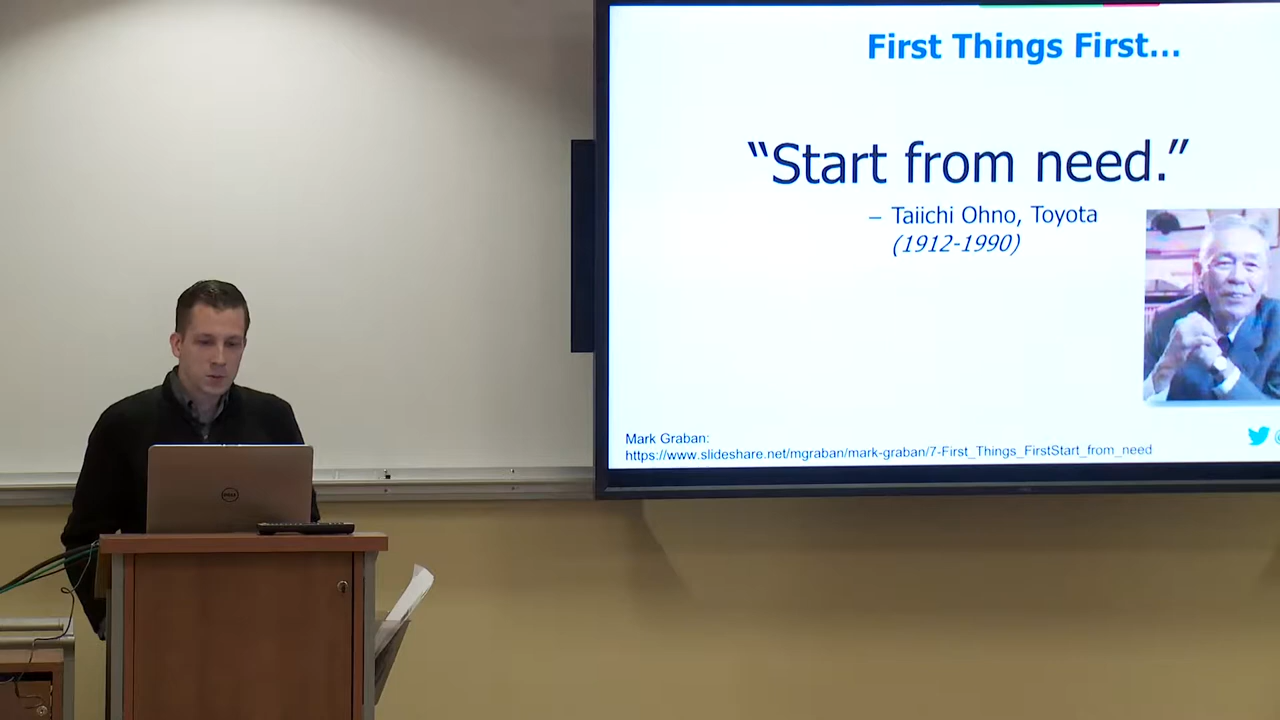 First Things First...
“Start from need.”
– Taiichi Ohno, Toyota
(1912-1990)
Mark Graban:
https://www.slideshare.net/mgraban/mark-graban/7-First_Things_FirstStart_from_need
DELL